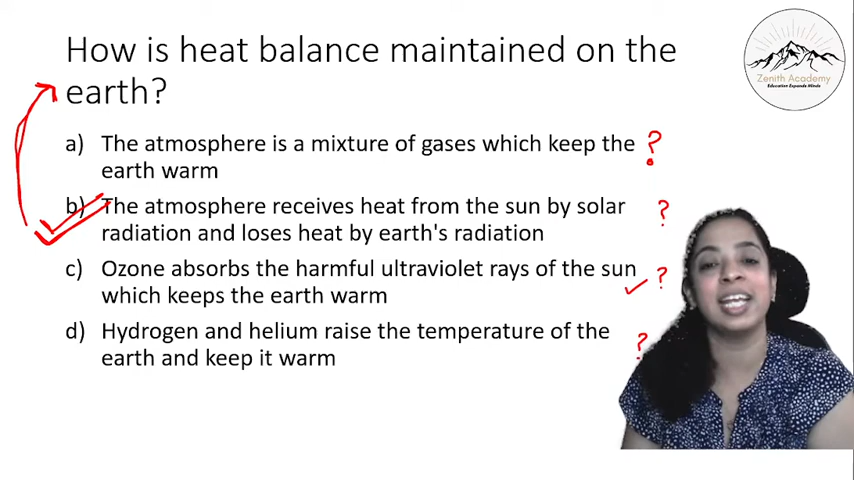 How is heat balance maintained on the
earth?
Zenith Academy
Education Expands Minds
a) The atmosphere is a mixture of gases which keep the ?
earth warm
b) The atmosphere receives heat from the sun by solar ?
radiation and loses heat by earth's radiation
c) Ozone absorbs the harmful ultraviolet rays of the sun ?
which keeps the earth warm
d) Hydrogen and helium raise the temperature of the ?
earth and keep it warm